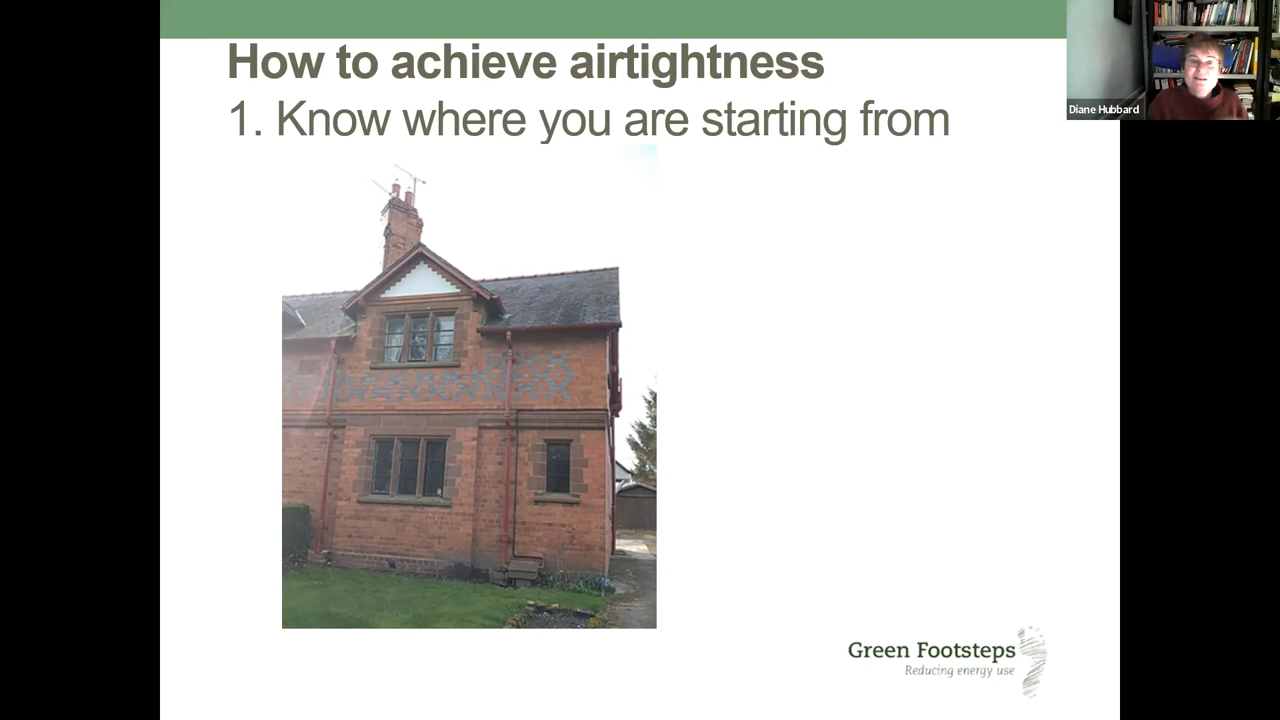 How to achieve airtightness
1. Know where you are starting from
Diane Hubbard
Green Footsteps
Reducing energy use